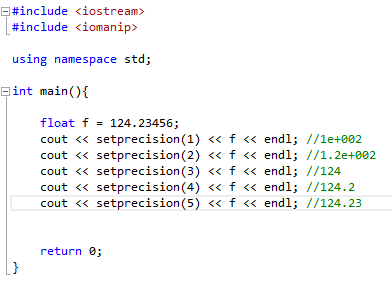 #include <iostream>
#include <iomanip>
using namespace std;
int main(){
float f = 124.23456;
cout << setprecision(1) << f << endl; //1e+002
cout << setprecision(2) << f << endl; //1.2e+002
cout << setprecision(3) << f << endl; //124
cout << setprecision(4) << f << endl; //124.2
cout << setprecision(5) << f << endl; //124.23
return 0;
}